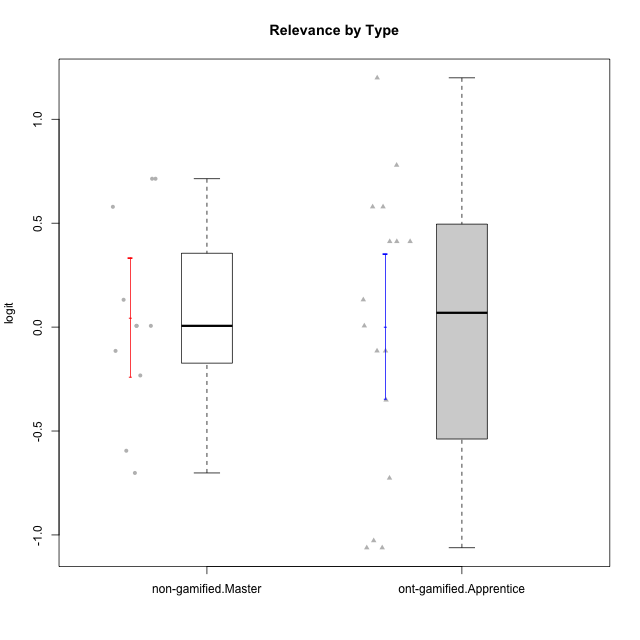 Relevance by Type
logit
1.0
0.5
0.0
-0.5
-1.0
non-gamified.Master
ont-gamified.Apprentice